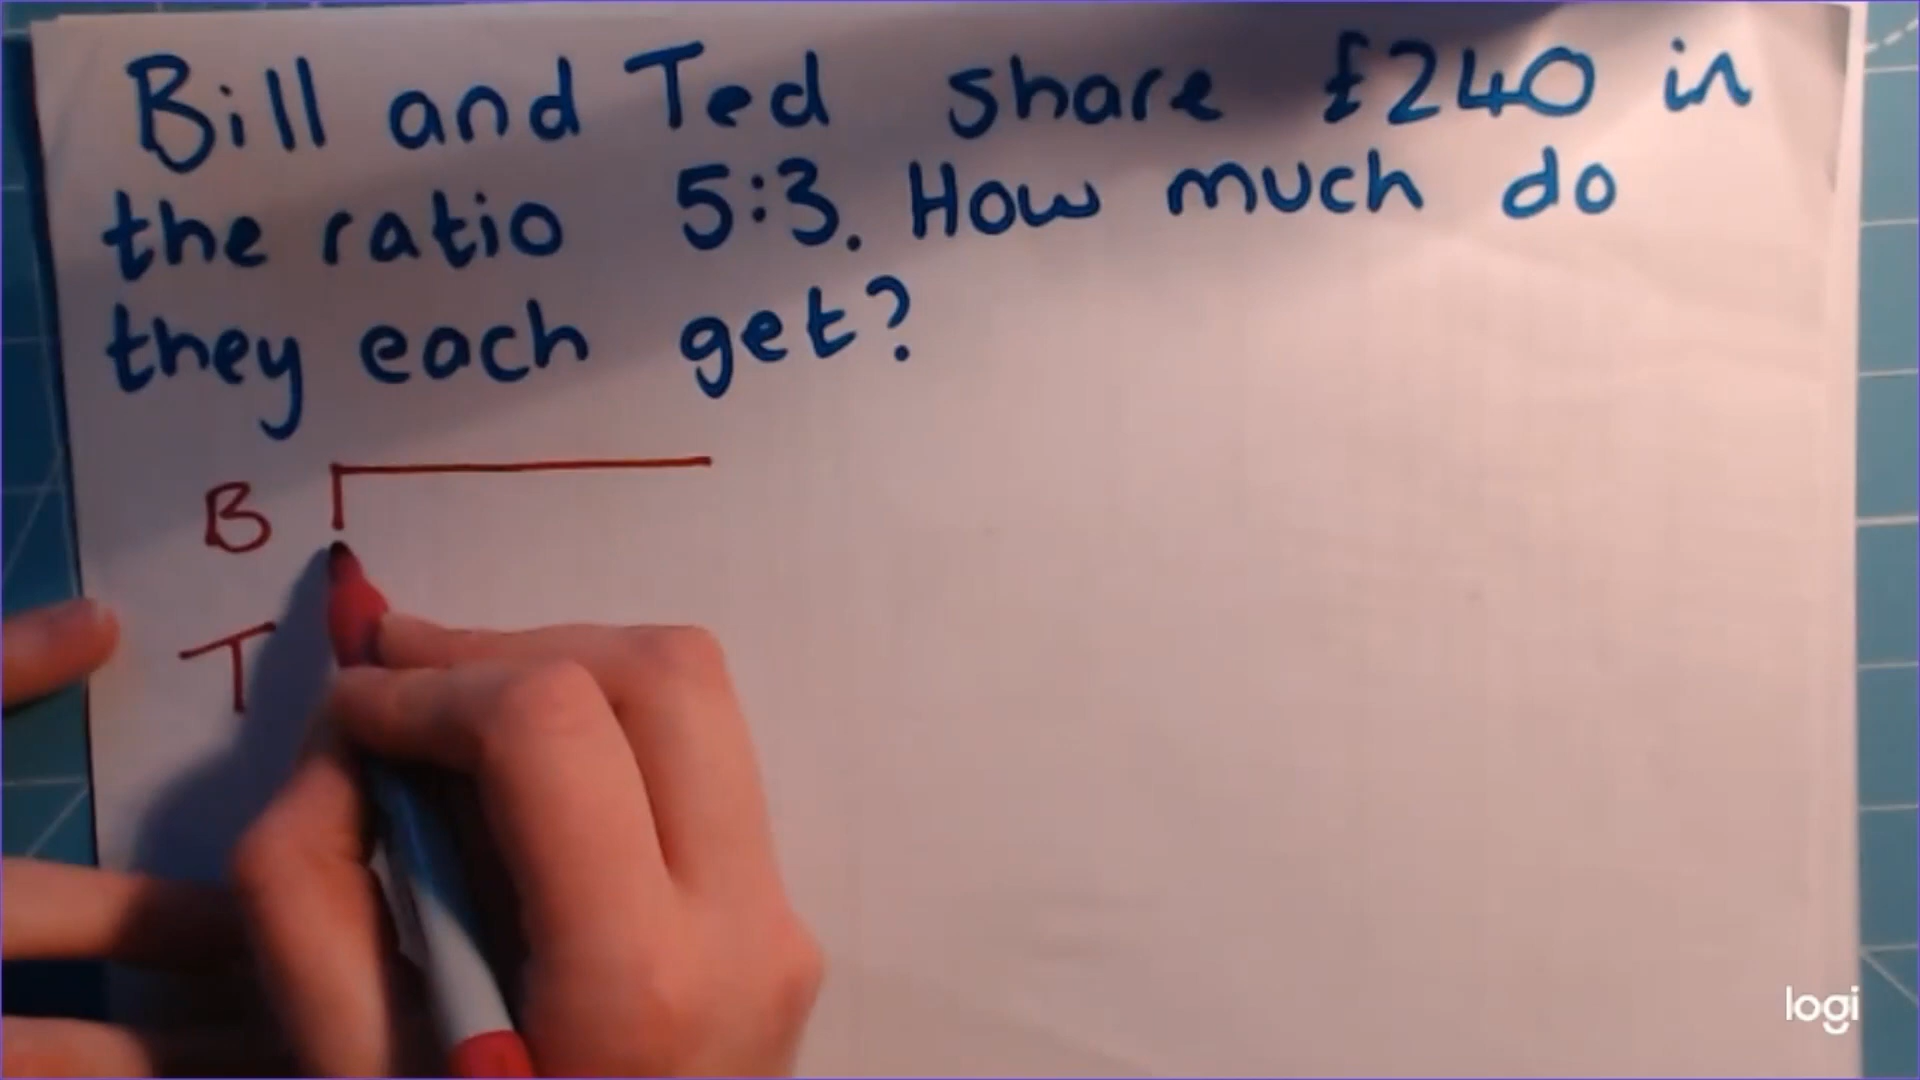 Bill and Ted share £240 in
the ratio 5:3. How much do
they each get?
B
T
logi